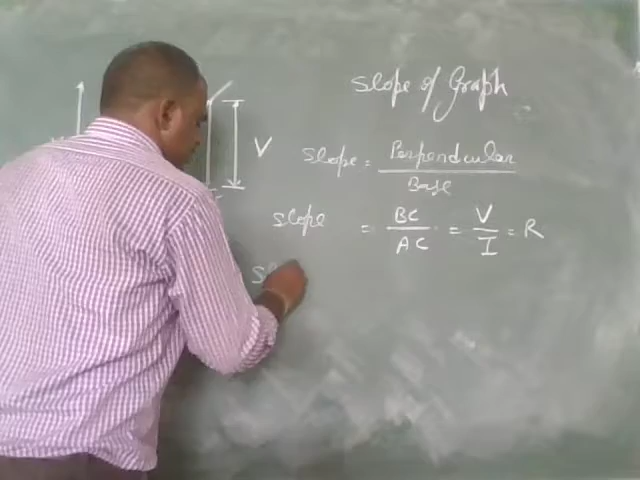 Slope of Graph
V
Slope = Perpendicular / Base
Slope = BC / AC = V / I = R
S